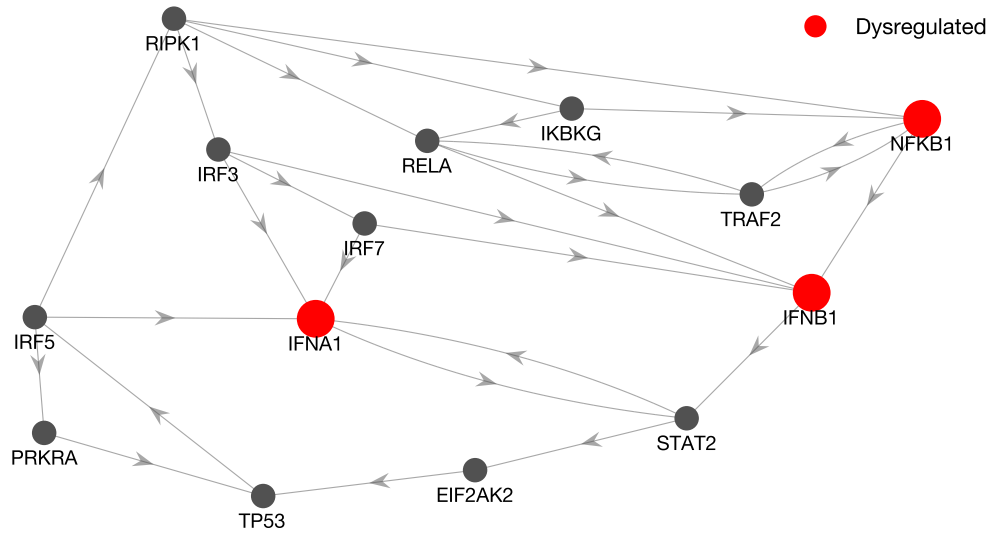 Dysregulated
RIPK1
IKBKG
NFKB1
RELA
IRF3
TRAF2
IRF7
IFNB1
IRF5
IFNA1
STAT2
PRKRA
EIF2AK2
TP53